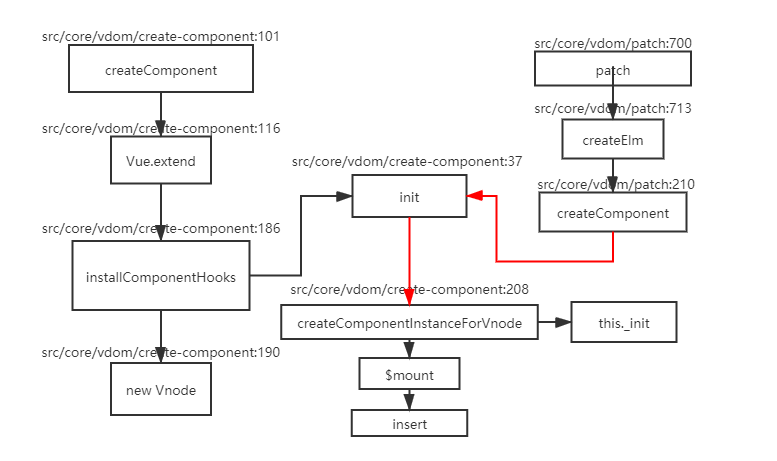 src/core/vdom/create-component:101
createComponent
src/core/vdom/create-component:116
Vue.extend
src/core/vdom/create-component:186
installComponentHooks
src/core/vdom/create-component:190
new Vnode
src/core/vdom/create-component:37
init
src/core/vdom/create-component:208
createComponentInstanceForVnode
this._init
$mount
insert
src/core/vdom/patch:700
patch
src/core/vdom/patch:713
createElm
src/core/vdom/patch:210
createComponent